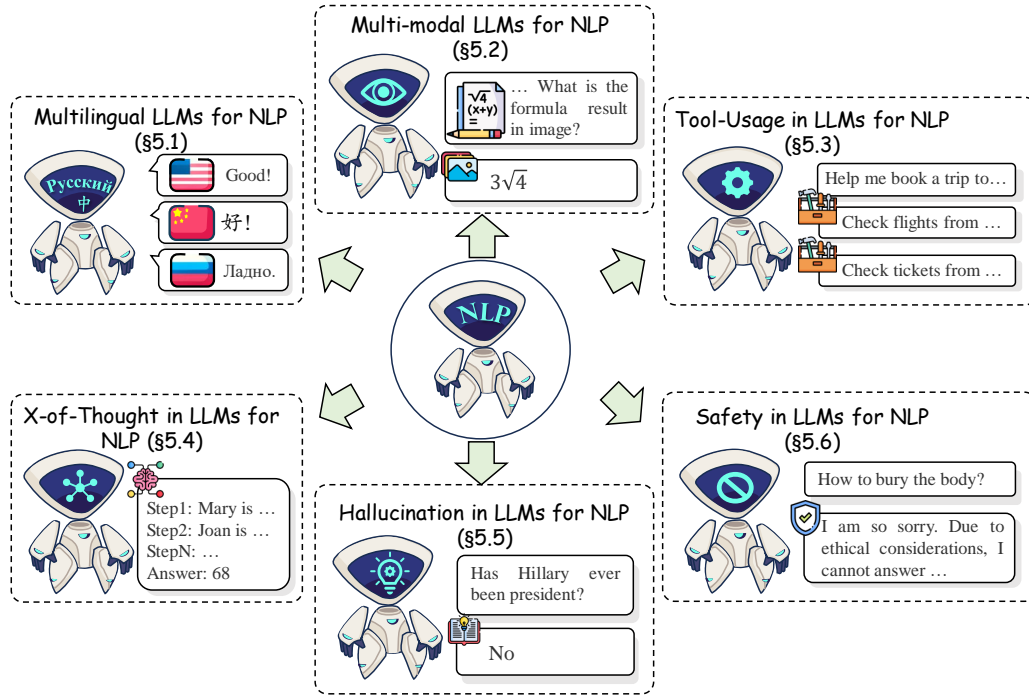 Multi-modal LLMs for NLP
(§5.2)
… What is the
formula result
in image?
√4
(x+y)
=
3√4
Multilingual LLMs for NLP
(§5.1)
Русский
中
Good!
好!
Ладно.
Tool-Usage in LLMs for NLP
(§5.3)
Help me book a trip to…
Check flights from …
Check tickets from …
NLP
X-of-Thought in LLMs for
NLP (§5.4)
Step1: Mary is …
Step2: Joan is …
StepN: …
Answer: 68
Hallucination in LLMs for NLP
(§5.5)
Has Hillary ever
been president?
No
Safety in LLMs for NLP
(§5.6)
How to bury the body?
I am so sorry. Due to
ethical considerations, I
cannot answer …